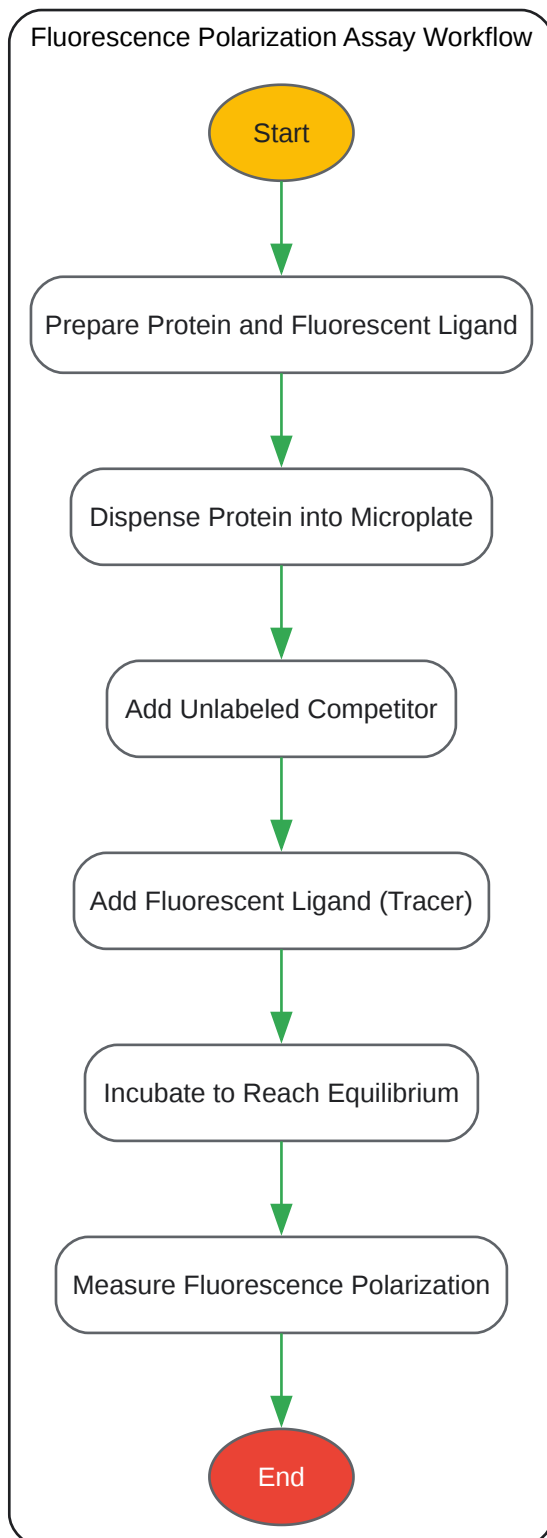 Fluorescence Polarization Assay Workflow
Start
Prepare Protein and Fluorescent Ligand
Dispense Protein into Microplate
Add Unlabeled Competitor
Add Fluorescent Ligand (Tracer)
Incubate to Reach Equilibrium
Measure Fluorescence Polarization
End